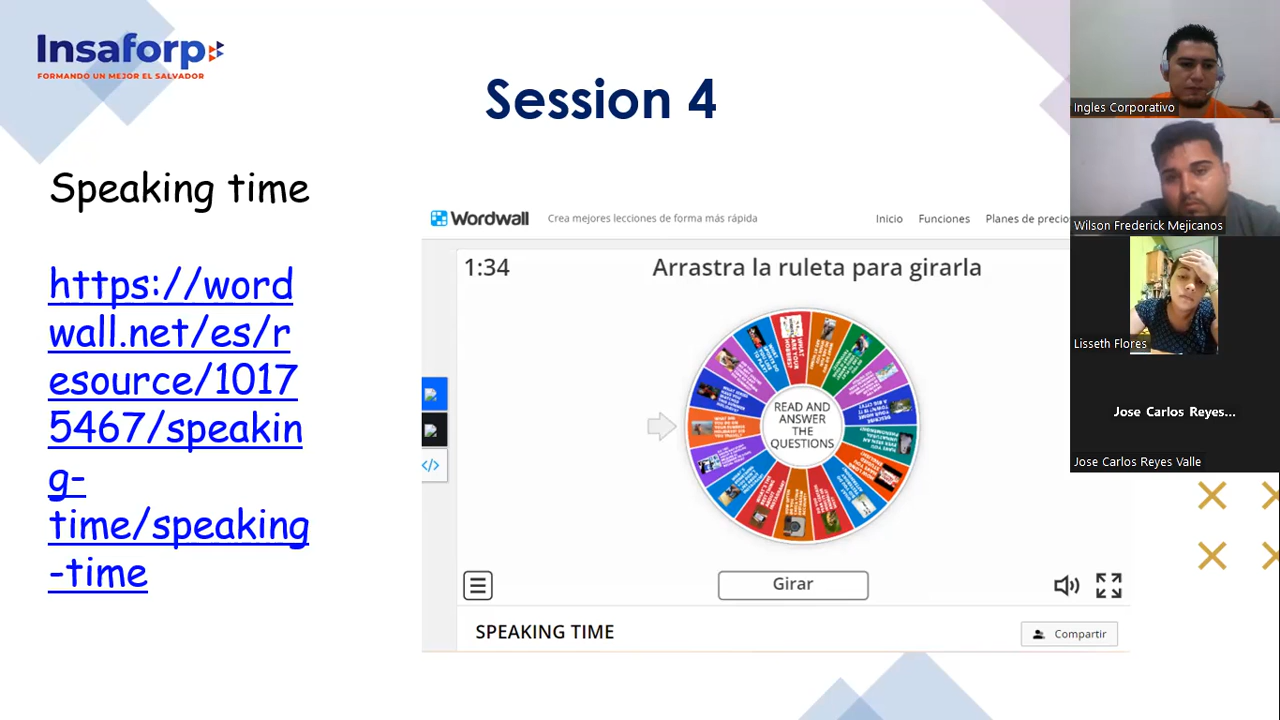 Insaforp
FORMANDO UN MEJOR EL SALVADOR
Session 4
Speaking time
https://word
wall.net/es/r
esource/1017
5467/speakin
g-
time/speaking
-time
Wordwall
Crea mejores lecciones de forma más rápida
Inicio
Funciones
Planes de precio
1:34
Arrastra la ruleta para girarla
READ AND
ANSWER
THE
QUESTIONS
Girar
SPEAKING TIME
Compartir
Ingles Corporativo
Wilson Frederick Mejicanos
Lisseth Flores
Jose Carlos Reyes...
Jose Carlos Reyes Valle